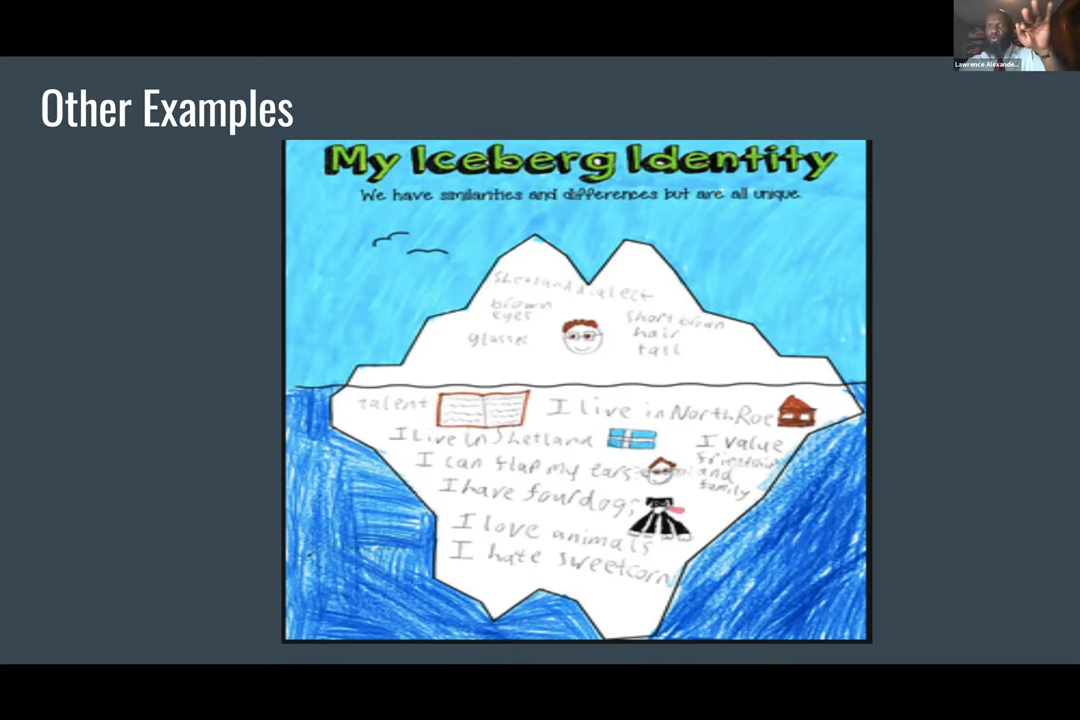 Lawrence Alexande...
Other Examples
My Iceberg Identity
We have similarities and differences but are all unique.
Shetland dialect
brown
eyes
short brown
hair
glasses
tall
talent
I live in North Roe
I live in Shetland
I value
friendship
and
family
I can flap my ears
I have four dogs
I love animals
I hate sweetcorn